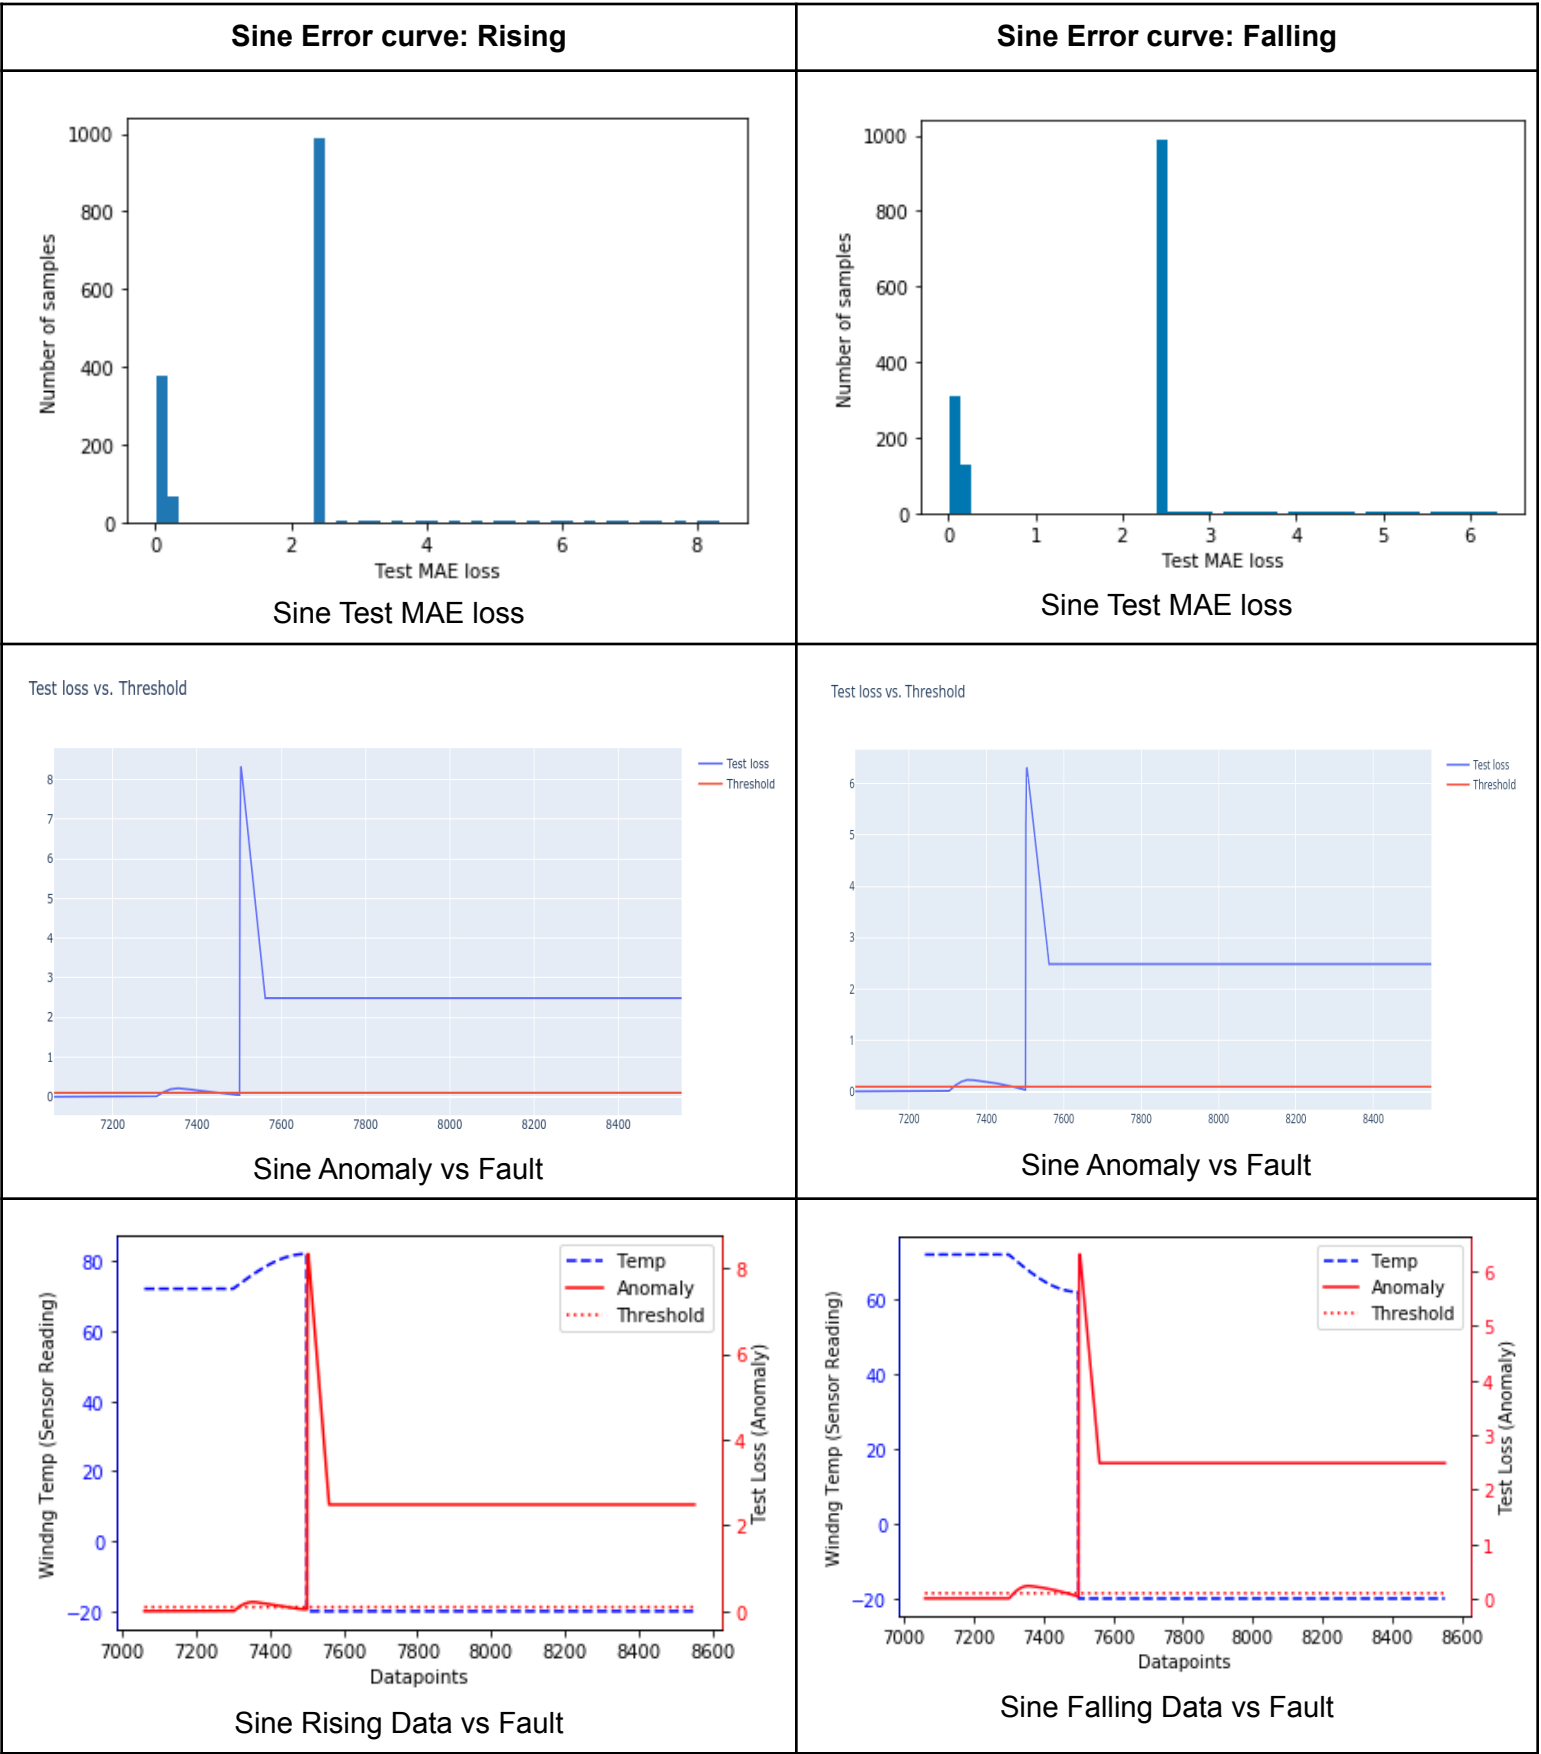 Sine Error curve: Rising
Sine Error curve: Falling
1000
800
600
400
200
0
Number of samples
0 2 4 6 8
Test MAE loss
Sine Test MAE loss
1000
800
600
400
200
0
Number of samples
0 1 2 3 4 5 6
Test MAE loss
Sine Test MAE loss
Test loss vs. Threshold
8
7
6
5
4
3
2
1
0
7200 7400 7600 7800 8000 8200 8400
Test loss
Threshold
Sine Anomaly vs Fault
Test loss vs. Threshold
6
5
4
3
2
1
0
7200 7400 7600 7800 8000 8200 8400
Test loss
Threshold
Sine Anomaly vs Fault
80
60
40
20
0
−20
Windng Temp (Sensor Reading)
Temp
Anomaly
Threshold
8
6
4
2
0
Test Loss (Anomaly)
7000 7200 7400 7600 7800 8000 8200 8400 8600
Datapoints
Sine Rising Data vs Fault
60
40
20
0
−20
Windng Temp (Sensor Reading)
Temp
Anomaly
Threshold
6
5
4
3
2
1
0
Test Loss (Anomaly)
7000 7200 7400 7600 7800 8000 8200 8400 8600
Datapoints
Sine Falling Data vs Fault